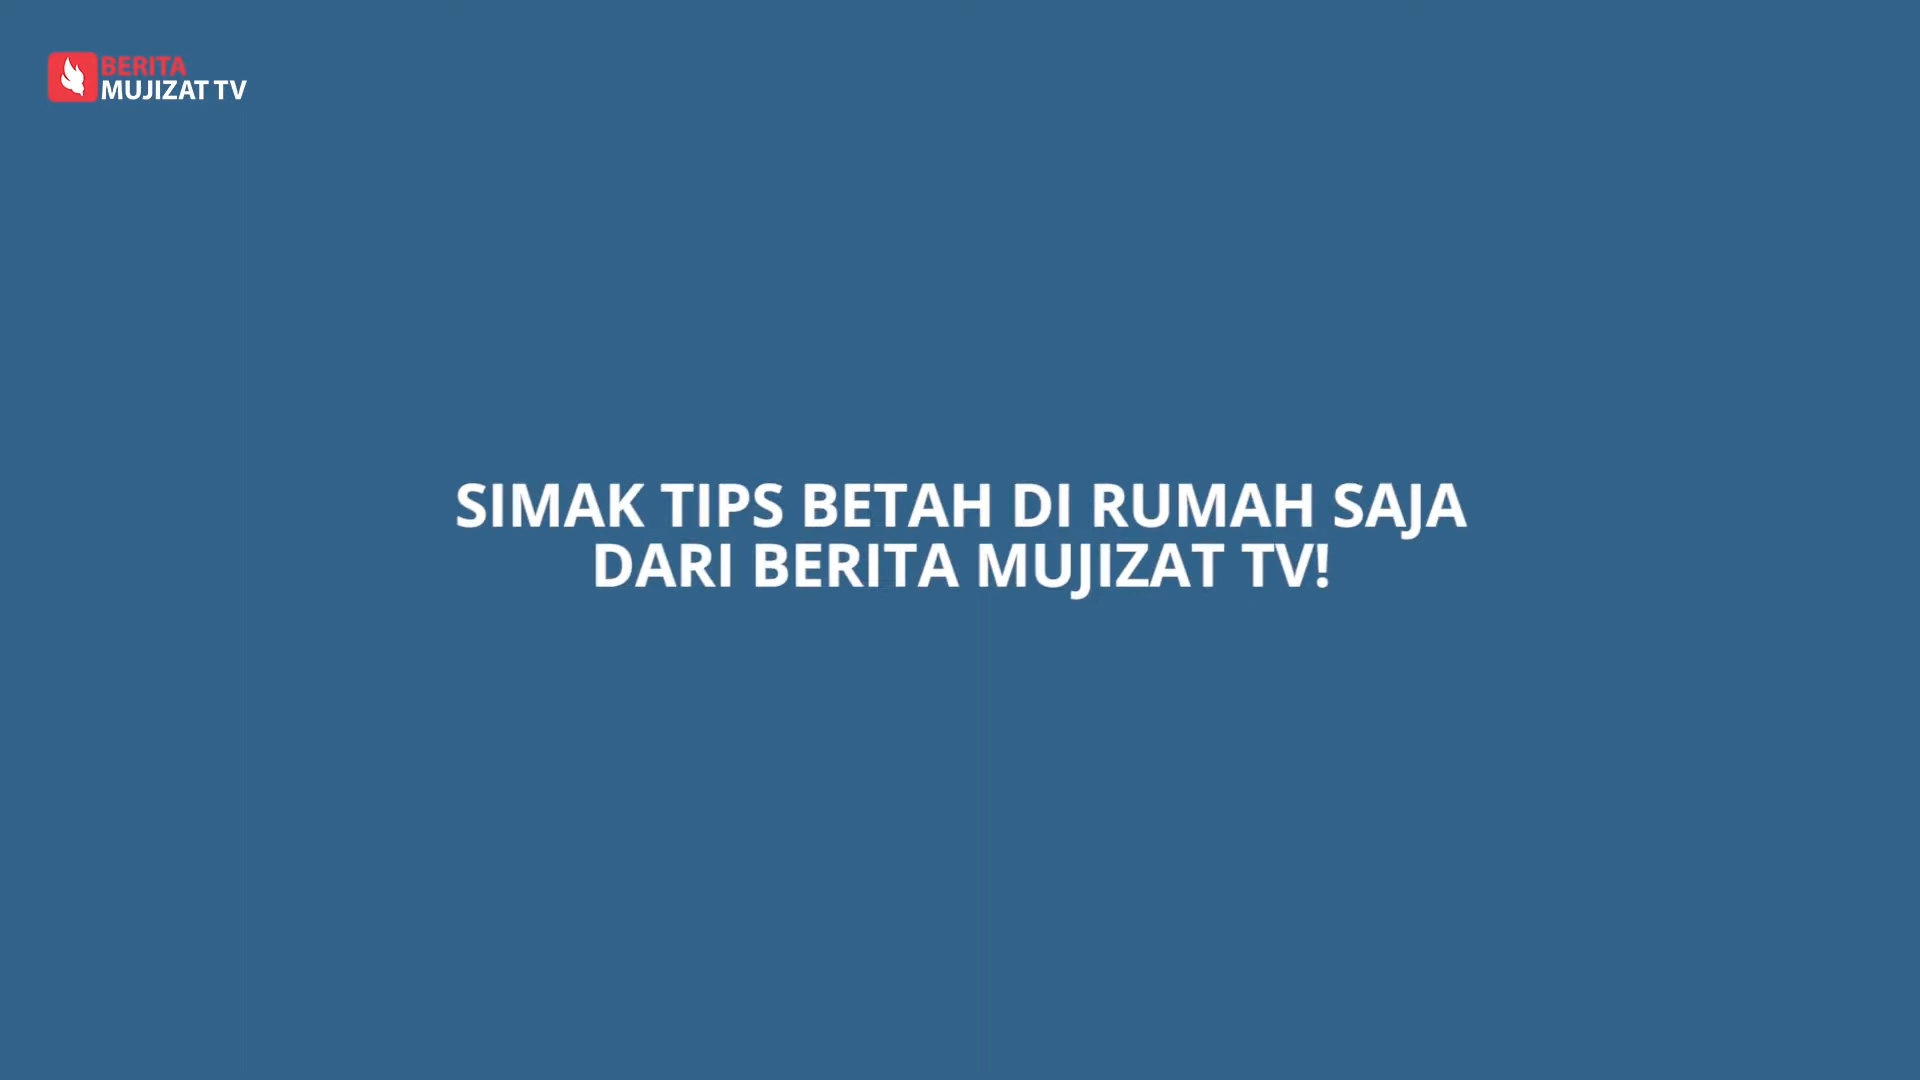 BERITA
MUJIZAT TV
SIMAK TIPS BETAH DI RUMAH SAJA
DARI BERITA MUJIZAT TV!